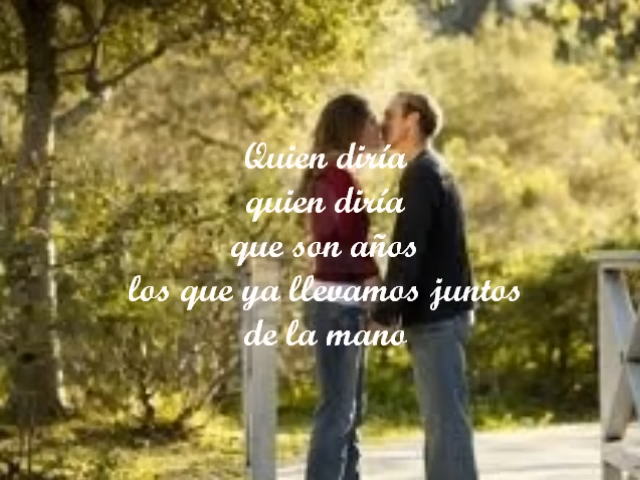 Quien diría
quien diría
que son años
los que ya llevamos juntos
de la mano